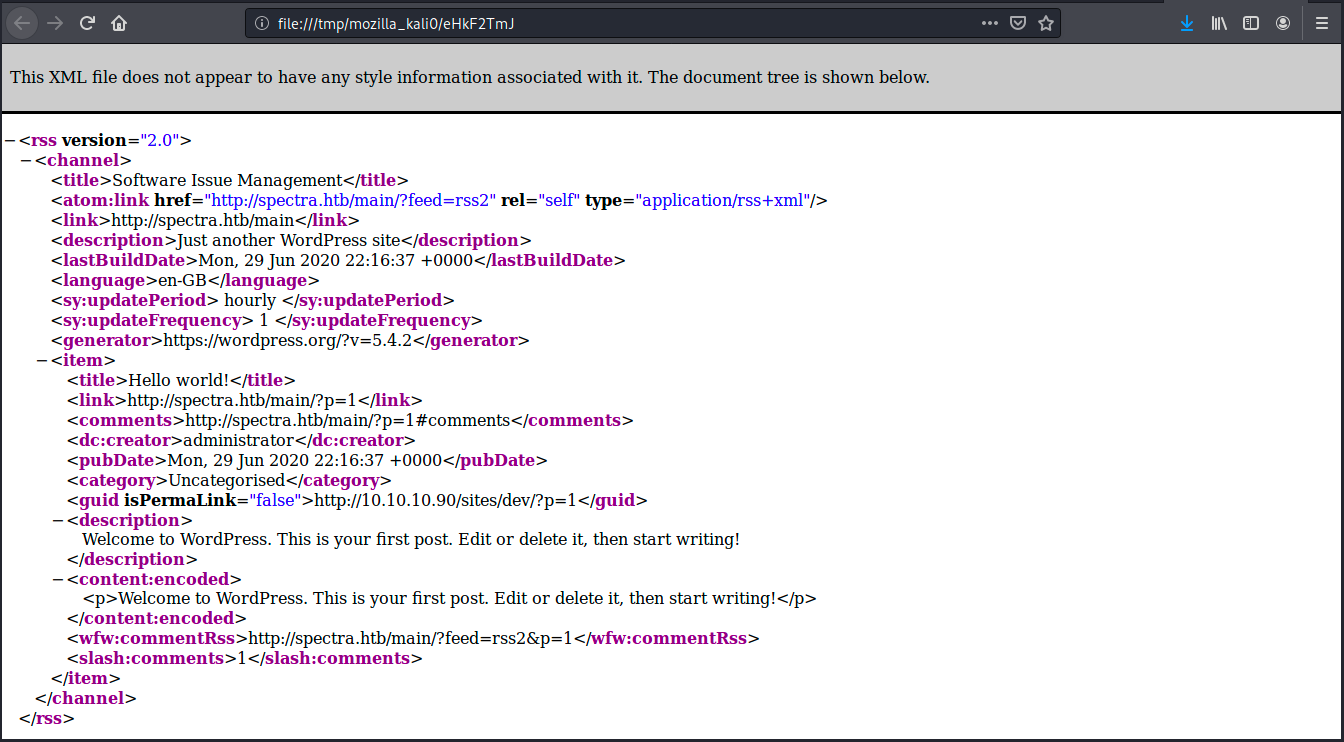 file:///tmp/mozilla_kali0/eHkF2TmJ
This XML file does not appear to have any style information associated with it. The document tree is shown below.
−<rss version="2.0">
−<channel>
<title>Software Issue Management</title>
<atom:link href="http://spectra.htb/main/?feed=rss2" rel="self" type="application/rss+xml"/>
<link>http://spectra.htb/main</link>
<description>Just another WordPress site</description>
<lastBuildDate>Mon, 29 Jun 2020 22:16:37 +0000</lastBuildDate>
<language>en-GB</language>
<sy:updatePeriod> hourly </sy:updatePeriod>
<sy:updateFrequency> 1 </sy:updateFrequency>
<generator>https://wordpress.org/?v=5.4.2</generator>
−<item>
<title>Hello world!</title>
<link>http://spectra.htb/main/?p=1</link>
<comments>http://spectra.htb/main/?p=1#comments</comments>
<dc:creator>administrator</dc:creator>
<pubDate>Mon, 29 Jun 2020 22:16:37 +0000</pubDate>
<category>Uncategorised</category>
<guid isPermaLink="false">http://10.10.10.90/sites/dev/?p=1</guid>
−<description>
Welcome to WordPress. This is your first post. Edit or delete it, then start writing!
</description>
−<content:encoded>
<p>Welcome to WordPress. This is your first post. Edit or delete it, then start writing!</p>
</content:encoded>
<wfw:commentRss>http://spectra.htb/main/?feed=rss2&p=1</wfw:commentRss>
<slash:comments>1</slash:comments>
</item>
</channel>
</rss>